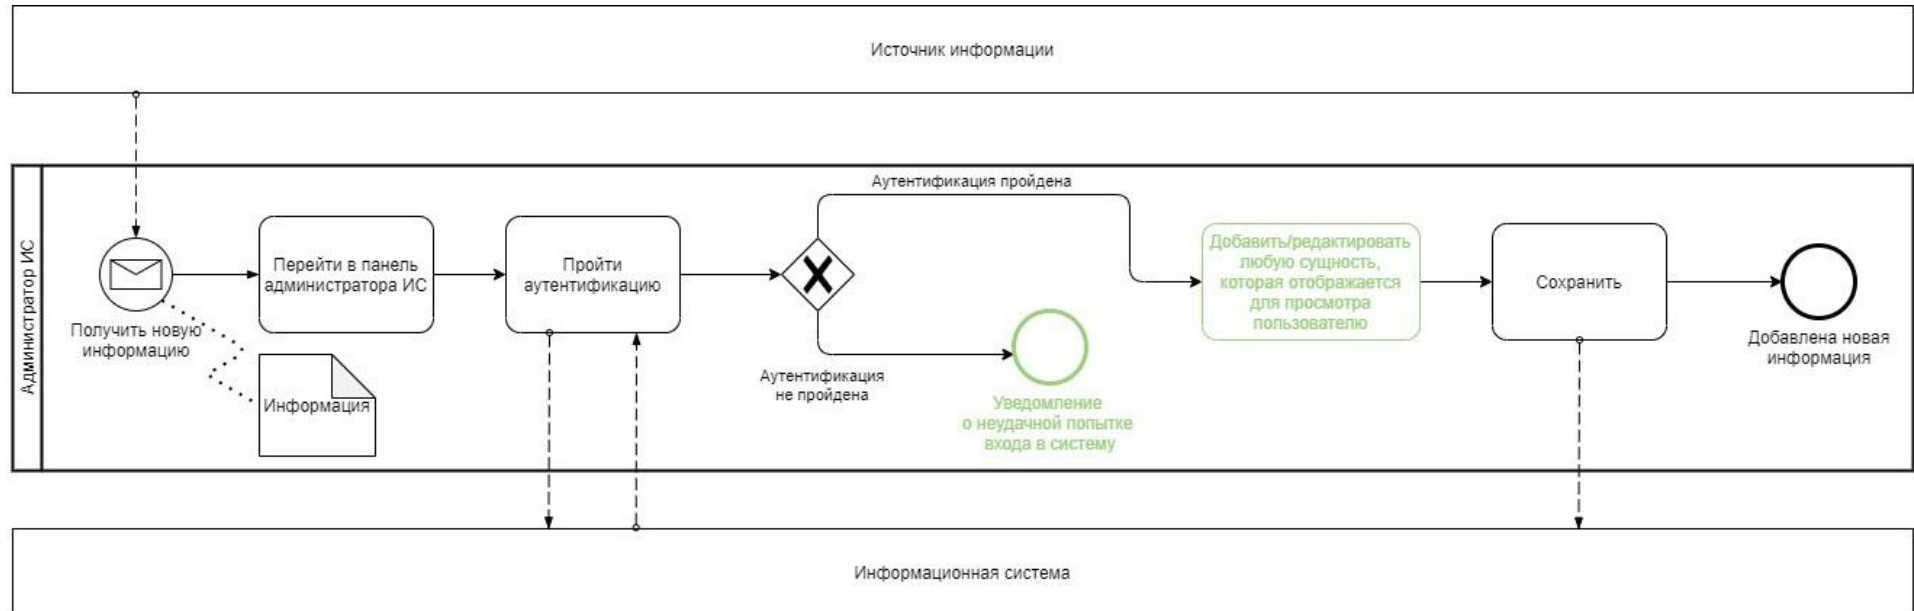 Источник информации
Администратор ИС
Получить новую
информацию
Информация
Перейти в панель
администратора ИС
Пройти
аутентификацию
Аутентификация пройдена
Аутентификация
не пройдена
Уведомление
о неудачной попытке
входа в систему
Добавить/редактировать
любую сущность,
которая отображается
для просмотра
пользователю
Сохранить
Добавлена новая
информация
Информационная система